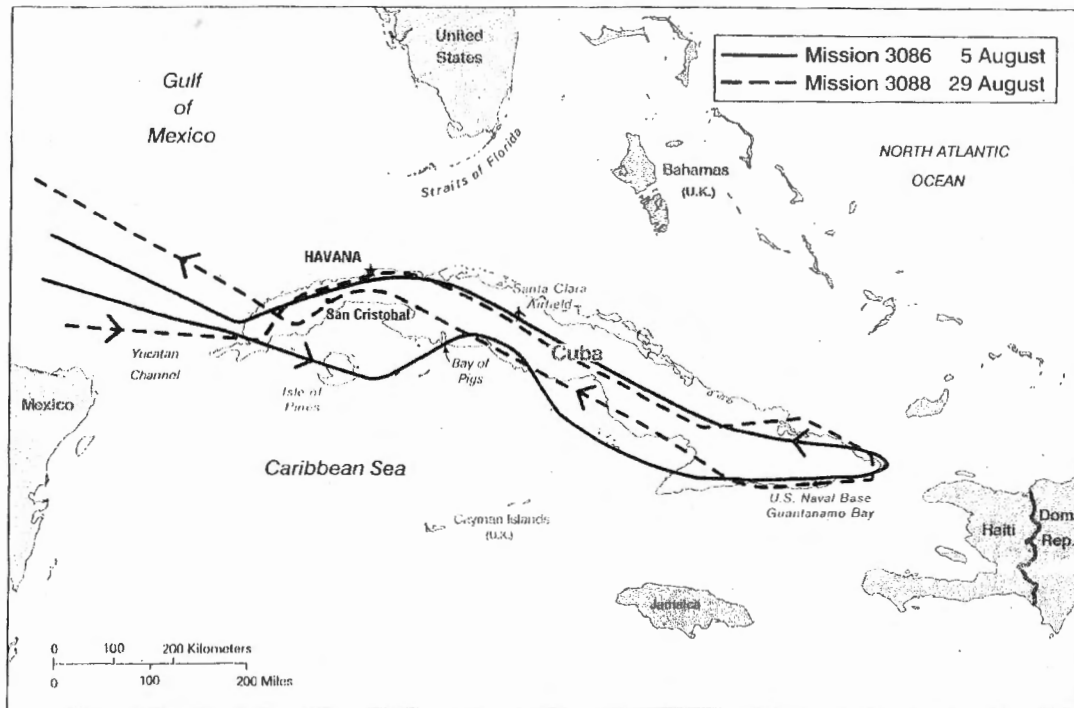 United
States
Mission 3086 5 August
Mission 3088 29 August
Gulf
of
Mexico
Straits of Florida
Bahamas
(U.K.)
NORTH ATLANTIC
OCEAN
HAVANA
Santa Clara
Airfield
San Cristobal
Cuba
Yucatan
Channel
Isle of
Pines
Bay of
Pigs
Mexico
Caribbean Sea
U.S. Naval Base
Guantanamo Bay
Cayman Islands
(U.K.)
Haiti
Dom.
Rep.
Jamaica
0 100 200 Kilometers
0 100 200 Miles